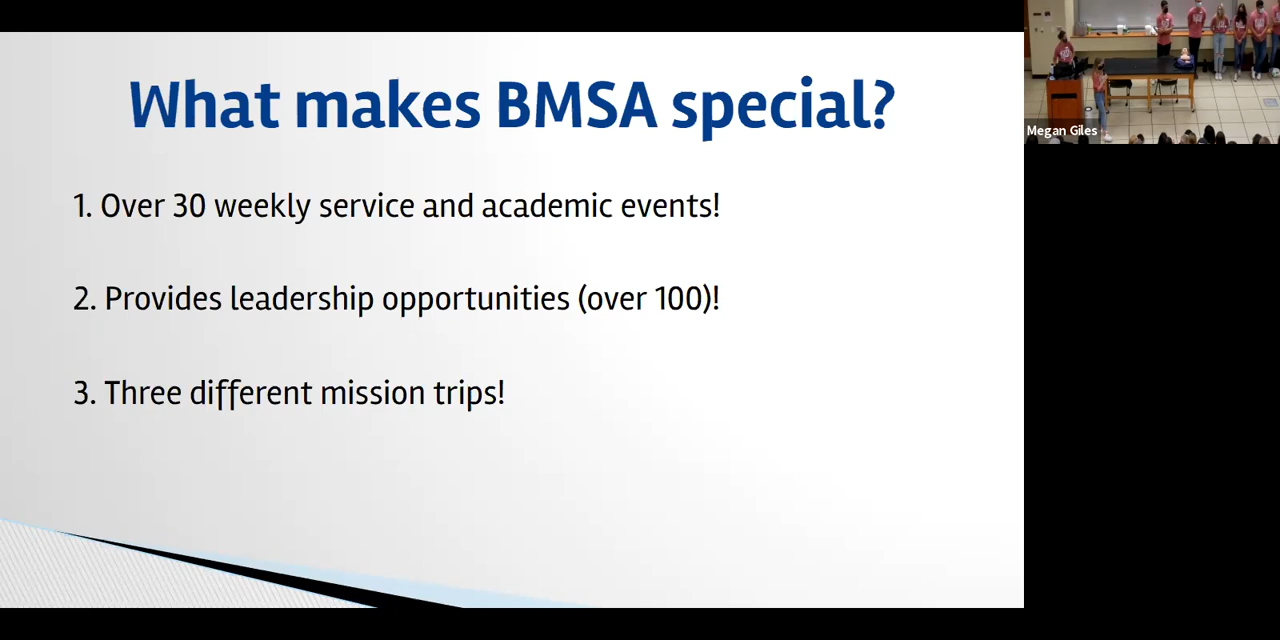 What makes BMSA special?
1. Over 30 weekly service and academic events!
2. Provides leadership opportunities (over 100)!
3. Three different mission trips!
Megan Giles